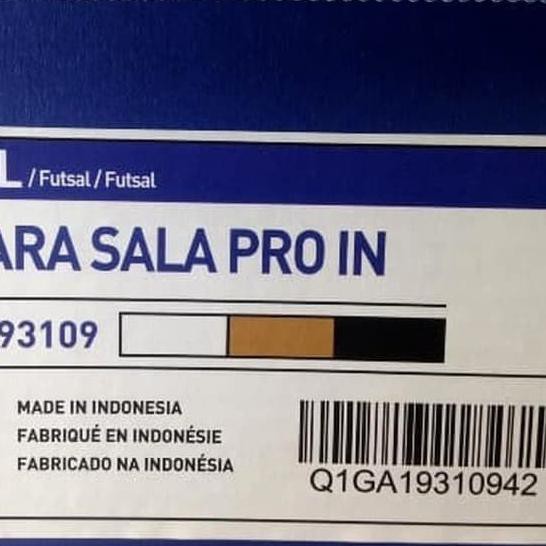 L / Futsal / Futsal
ARA SALA PRO IN
93109
MADE IN INDONESIA
FABRIQUÉ EN INDONÉSIE
FABRICADO NA INDONÉSIA
Q1GA19310942